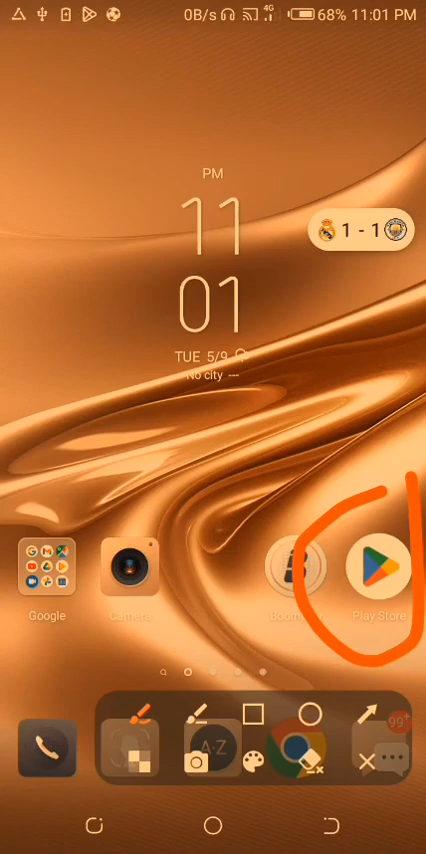 0B/s 4G 68% 11:01 PM
PM
11
01
1 - 1
TUE 5/9
No city ---
Google
Camera
Play Store
A-Z
99+